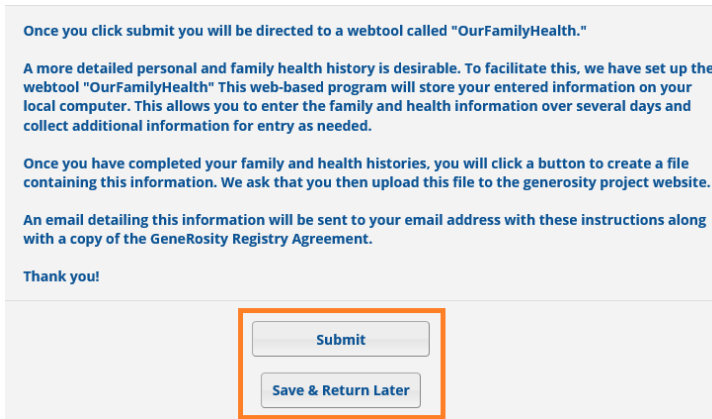 Once you click submit you will be directed to a webtool called "OurFamilyHealth."
A more detailed personal and family health history is desirable. To facilitate this, we have set up the
webtool "OurFamilyHealth" This web-based program will store your entered information on your
local computer. This allows you to enter the family and health information over several days and
collect additional information for entry as needed.
Once you have completed your family and health histories, you will click a button to create a file
containing this information. We ask that you then upload this file to the generosity project website.
An email detailing this information will be sent to your email address with these instructions along
with a copy of the GeneRosity Registry Agreement.
Thank you!
Submit
Save & Return Later